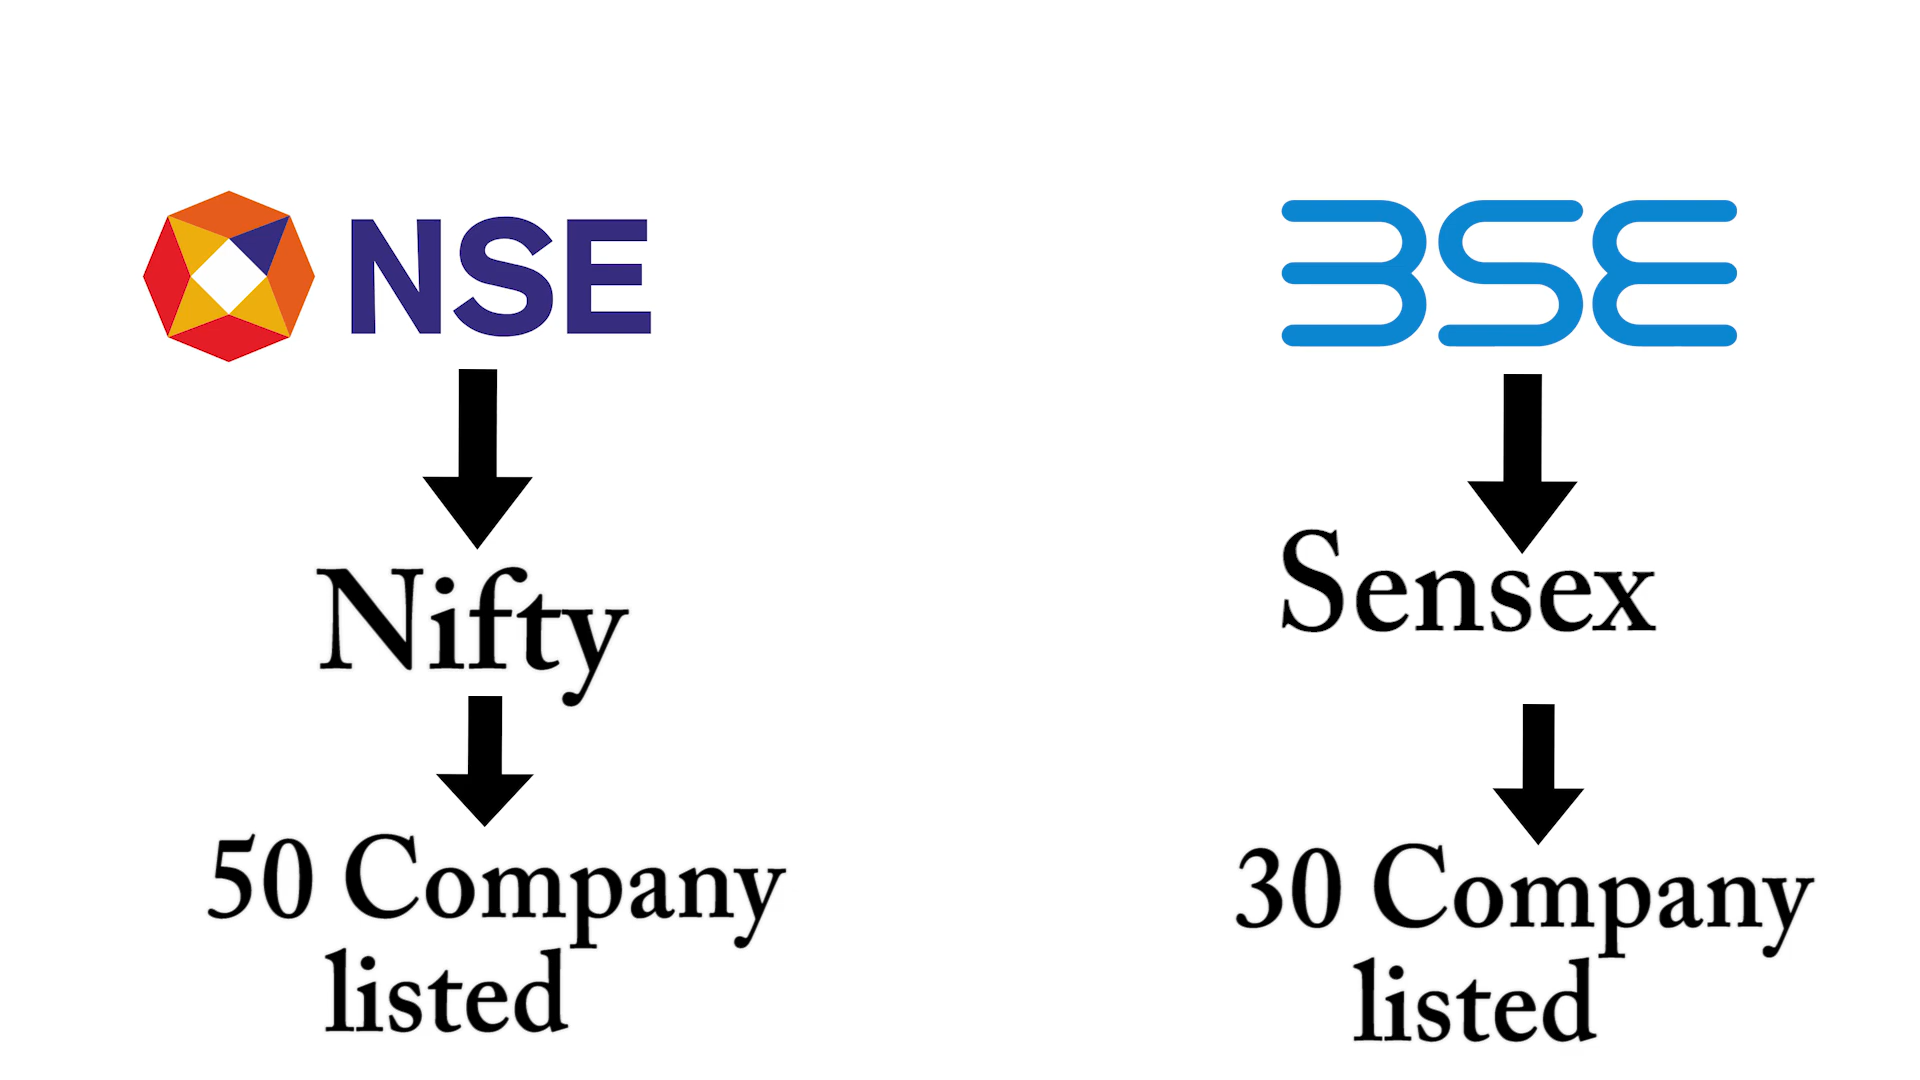 NSE
Nifty
50 Company
listed
BSE
Sensex
30 Company
listed